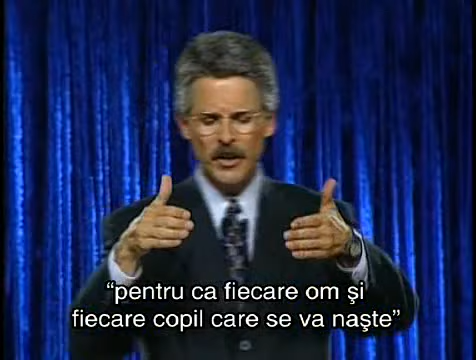 “pentru ca fiecare om şi
fiecare copil care se va naşte”